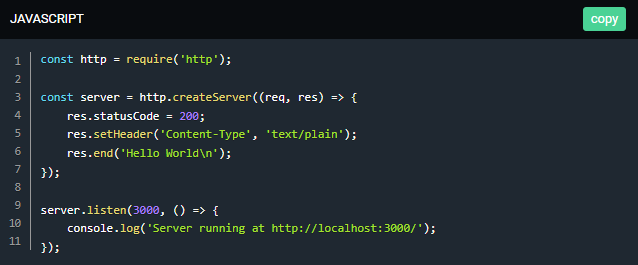 JAVASCRIPT
copy
1 const http = require('http');
2
3 const server = http.createServer((req, res) => {
4     res.statusCode = 200;
5     res.setHeader('Content-Type', 'text/plain');
6     res.end('Hello World\n');
7 });
8
9 server.listen(3000, () => {
10     console.log('Server running at http://localhost:3000/');
11 });